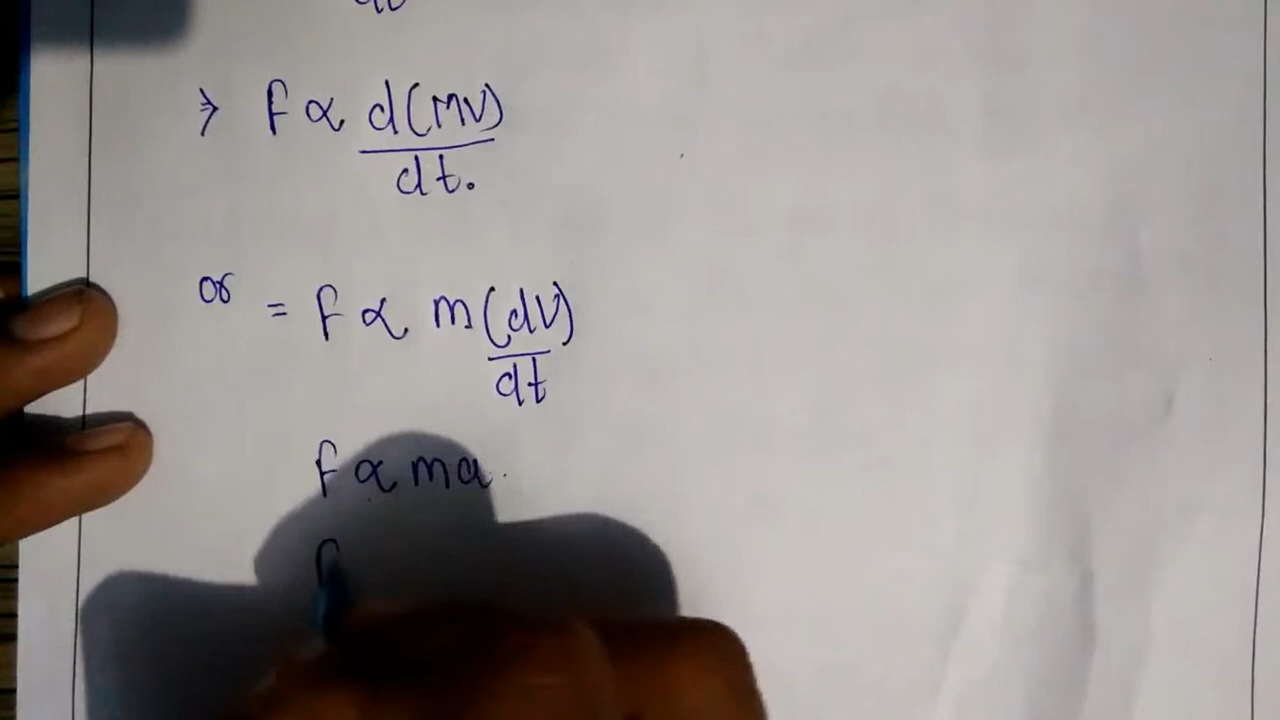 ⇒ F ∝ d(MV)
dt.
or = F ∝ m(dV)
dt
F ∝ ma.
F